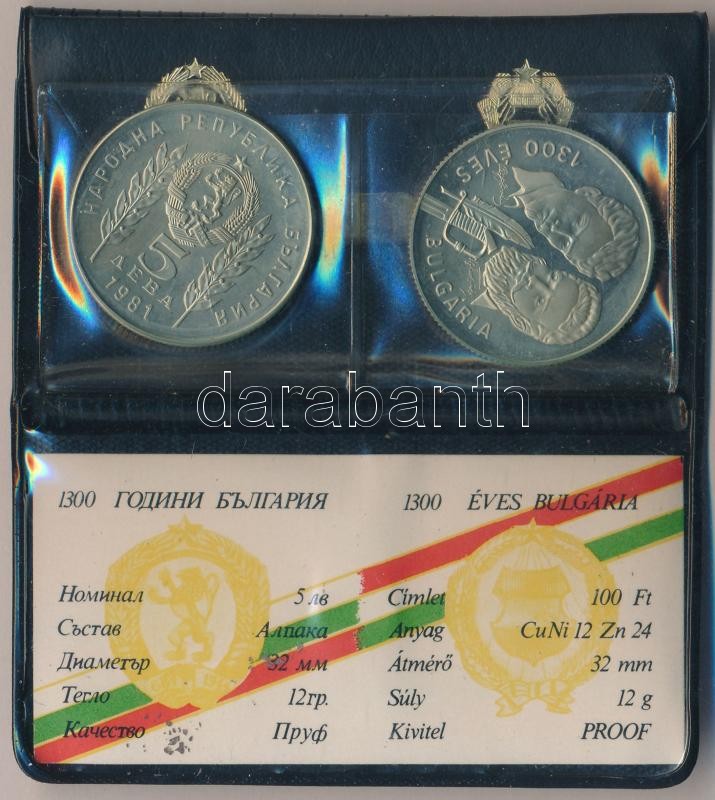 НАРОДНА РЕПУБЛИКА БЪЛГАРИЯ
5
ЛЕВА
1981
1300 ÉVES
BULGÁRIA
darabanth
1300 ГОДИНИ БЪЛГАРИЯ
Номинал 5 лв
Състав Алпака
Диаметър 32 мм
Тегло 12гр.
Качество Пруф
1300 ÉVES BULGÁRIA
Címlet 100 Ft
Anyag CuNi 12 Zn 24
Átmérő 32 mm
Súly 12 g
Kivitel PROOF